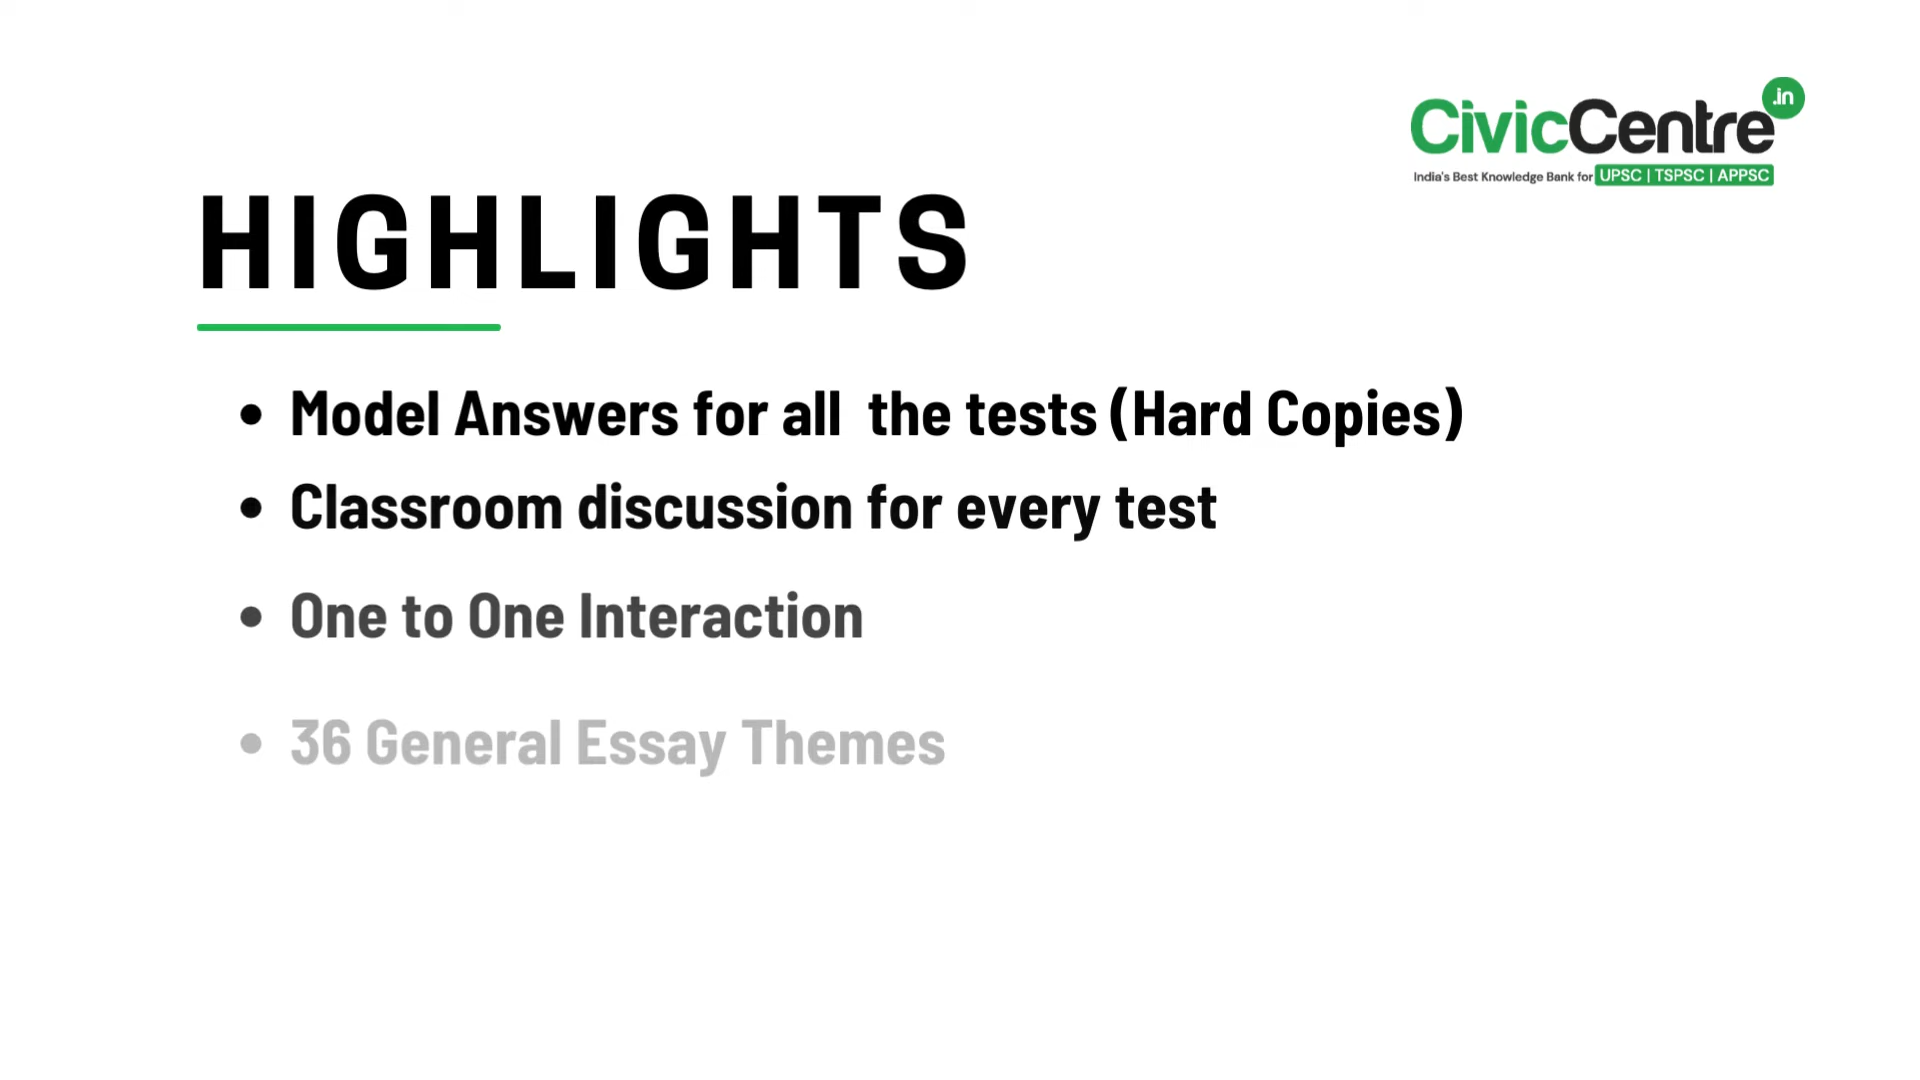 CivicCentre.in
India's Best Knowledge Bank for UPSC | TSPSC | APPSC
HIGHLIGHTS
• Model Answers for all the tests (Hard Copies)
• Classroom discussion for every test
• One to One Interaction
• 36 General Essay Themes